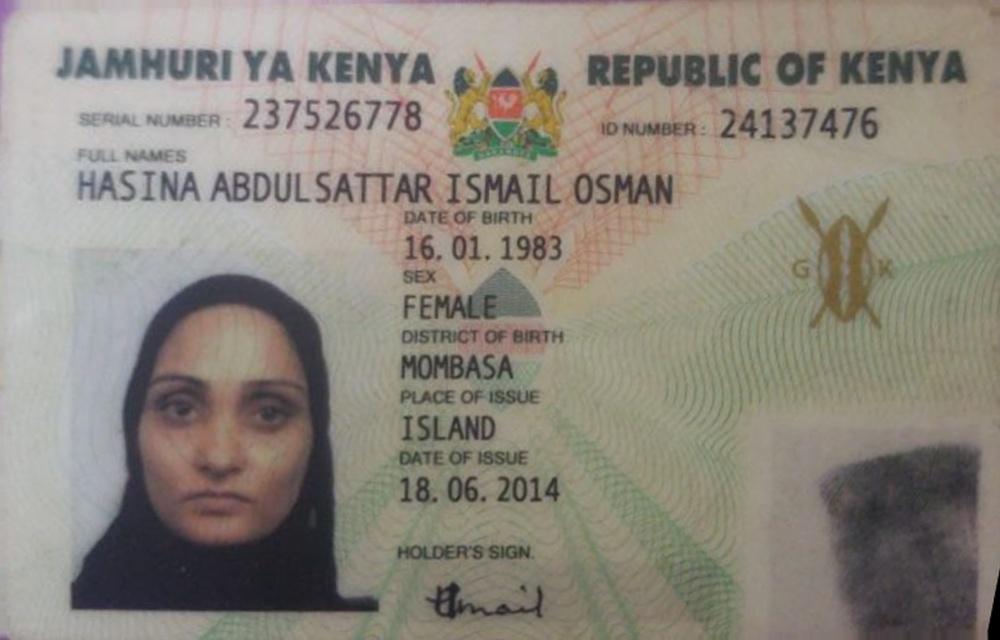 JAMHURI YA KENYA
REPUBLIC OF KENYA
SERIAL NUMBER: 237526778
ID NUMBER: 24137476
FULL NAMES
HASINA ABDULSATTAR ISMAIL OSMAN
DATE OF BIRTH
16. 01. 1983
SEX
FEMALE
G K
DISTRICT OF BIRTH
MOMBASA
PLACE OF ISSUE
ISLAND
DATE OF ISSUE
18. 06. 2014
HOLDER'S SIGN.